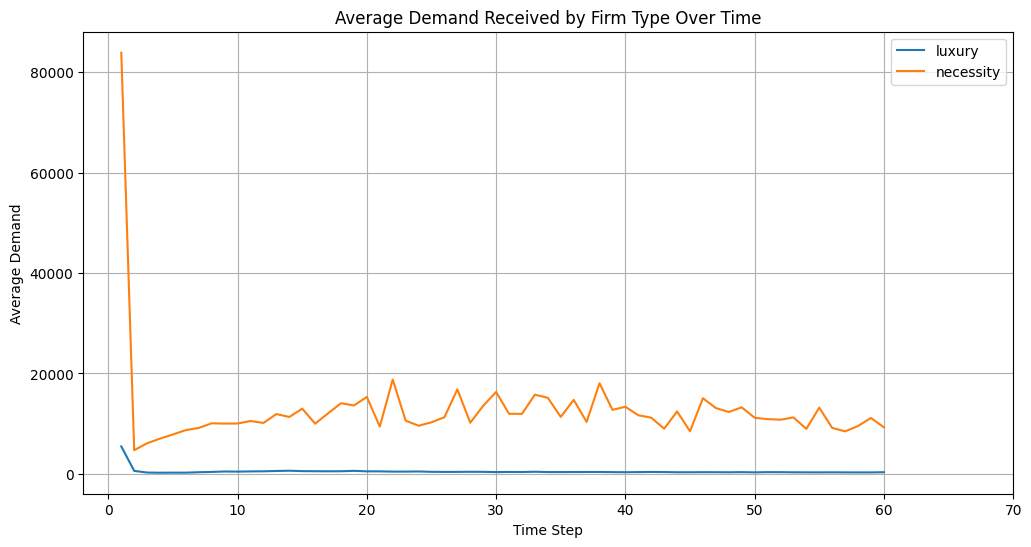 Average Demand Received by Firm Type Over Time
luxury
necessity
Average Demand
80000
60000
40000
20000
0
0 10 20 30 40 50 60 70
Time Step